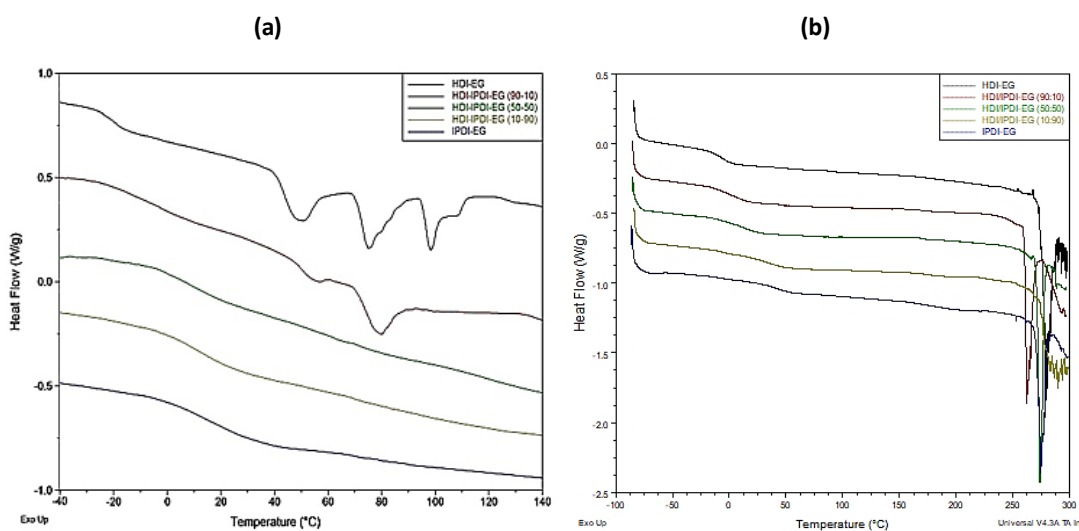 (a)
(b)
1.0
0.5
0.0
-0.5
-1.0
Heat Flow (W/g)
HDI-EG
HDI-IPDI-EG (90-10)
HDI-IPDI-EG (50-50)
HDI-IPDI-EG (10-90)
IPDI-EG
-40 -20 0 20 40 60 80 100 120 140
Exo Up
Temperature (°C)
0.5
0.0
-0.5
-1.0
-1.5
-2.0
-2.5
Heat Flow (W/g)
HDI-EG
HDI/IPDI-EG (90:10)
HDI/IPDI-EG (50:50)
HDI/IPDI-EG (10:90)
IPDI-EG
-100 -50 0 50 100 150 200 250 300
Exo Up
Temperature (°C)
Universal V4.3A TA In